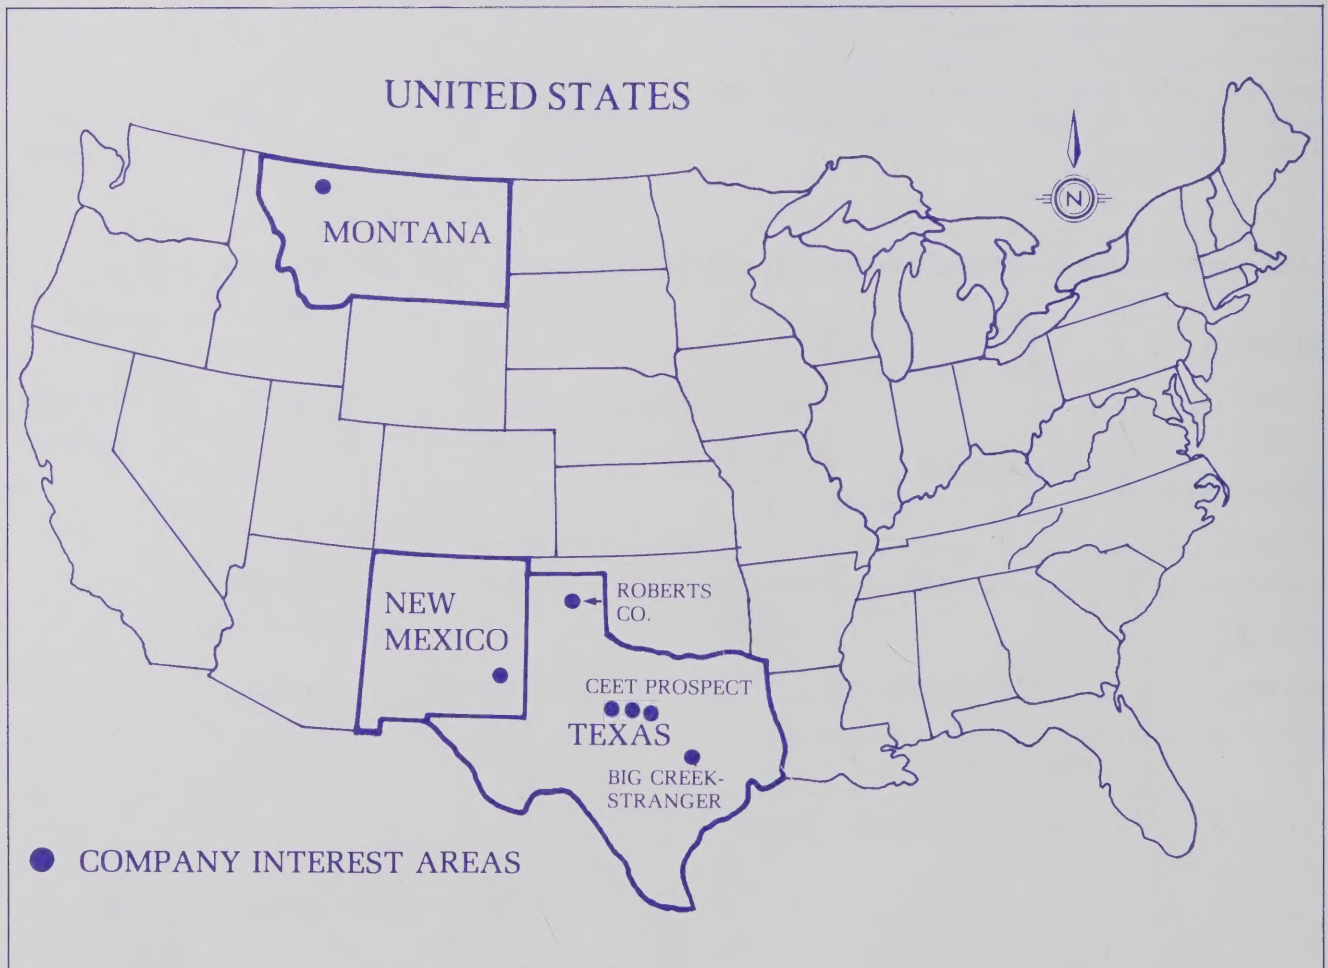 UNITED STATES
N
MONTANA
NEW
MEXICO
ROBERTS
CO.
CEET PROSPECT
TEXAS
BIG CREEK-
STRANGER
COMPANY INTEREST AREAS